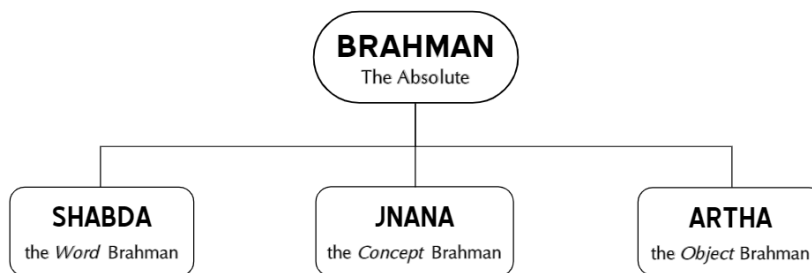 BRAHMAN
The Absolute
SHABDA
the Word Brahman
JNANA
the Concept Brahman
ARTHA
the Object Brahman